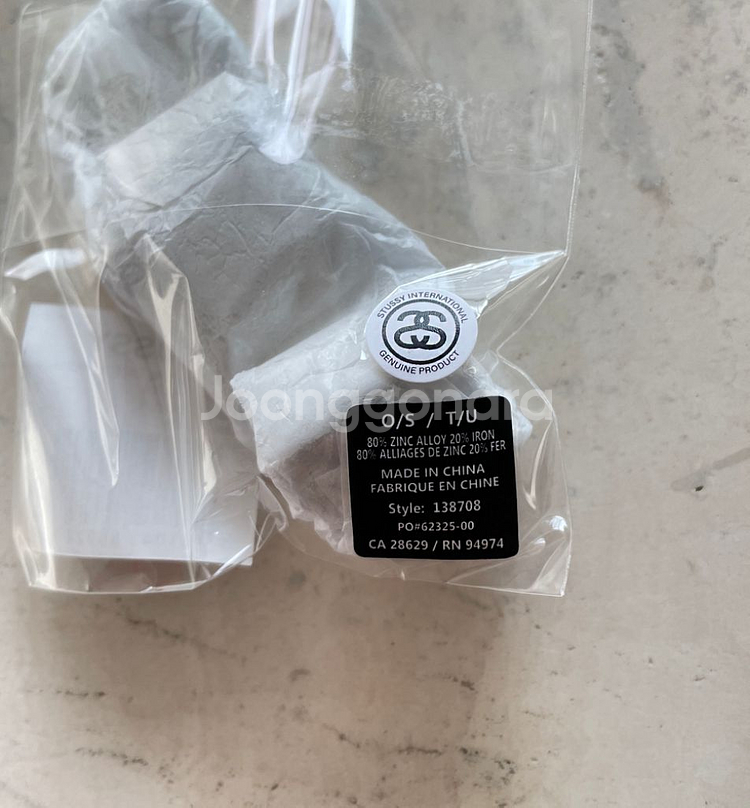 STUSSY INTERNATIONAL
GENUINE PRODUCT
Joonggonara
O/S / T/U
80% ZINC ALLOY 20% IRON
80% ALLIAGES DE ZINC 20% FER
MADE IN CHINA
FABRIQUE EN CHINE
Style: 138708
PO#62325-00
CA 28629 / RN 94974